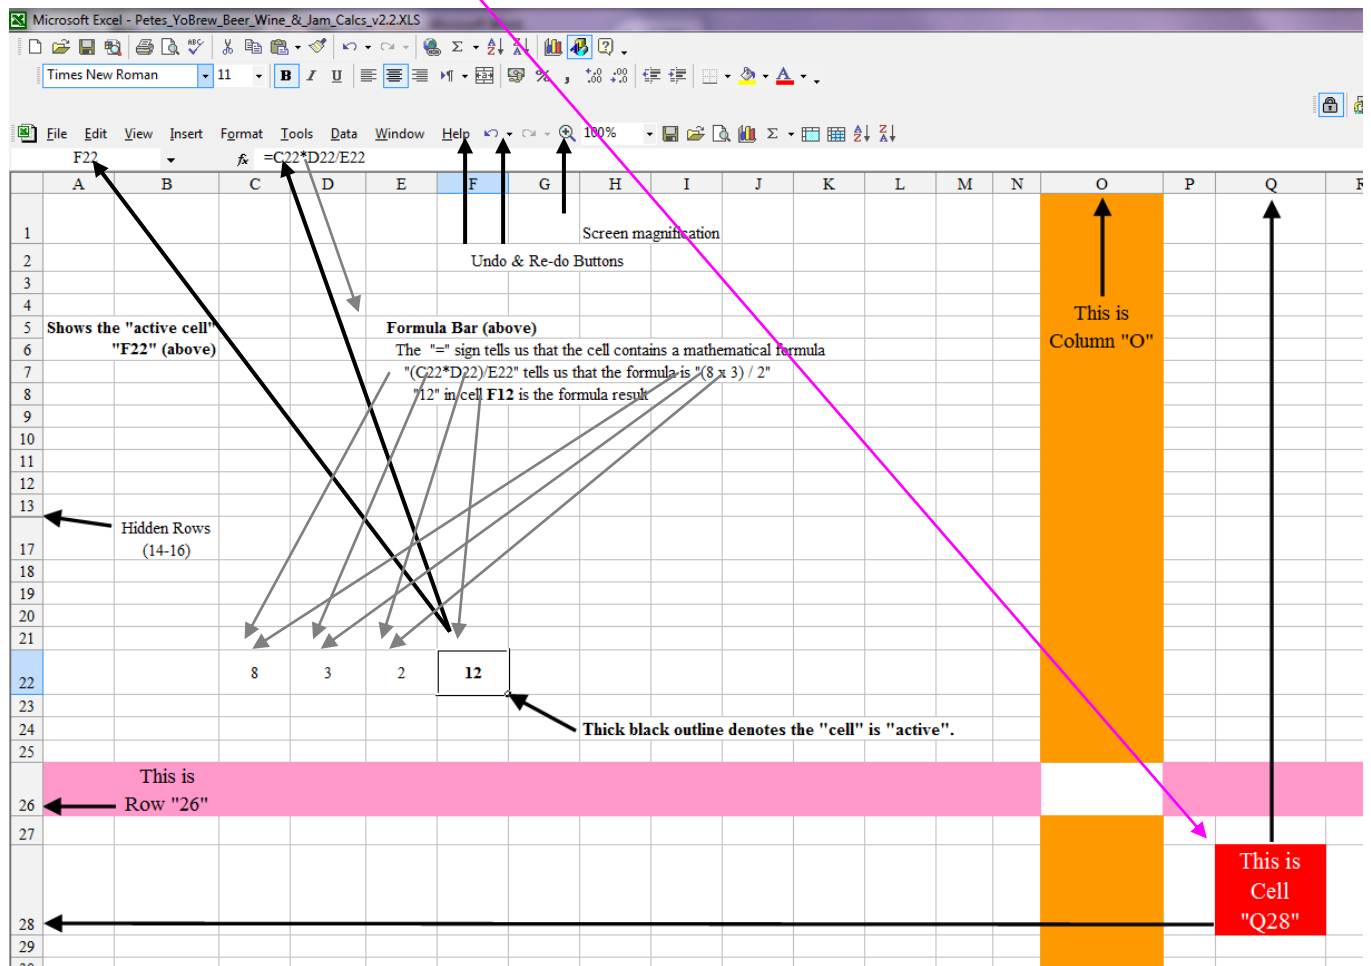 Microsoft Excel - Petes_YoBrew_Beer_Wine_&_Jam_Calcs_v2.2.XLS
Times New Roman 11 B I U
File Edit View Insert Format Tools Data Window Help 100%
F22 fx =C22*D22/E22
A B C D E F G H I J K L M N O P Q R
1 Screen magnification
2 Undo & Re-do Buttons
3
4
This is
5 Shows the "active cell" Formula Bar (above)
Column "O"
6 "F22" (above) The "=" sign tells us that the cell contains a mathematical formula
7 "(C22*D22)/E22" tells us that the formula is "(8 x 3) / 2"
8 "12" in cell F12 is the formula result
9
10
11
12
13
Hidden Rows
17 (14-16)
18
19
20
21
22 8 3 2 12
23
24 Thick black outline denotes the "cell" is "active".
25
This is
26 Row "26"
27
This is
Cell
28 "Q28"
29